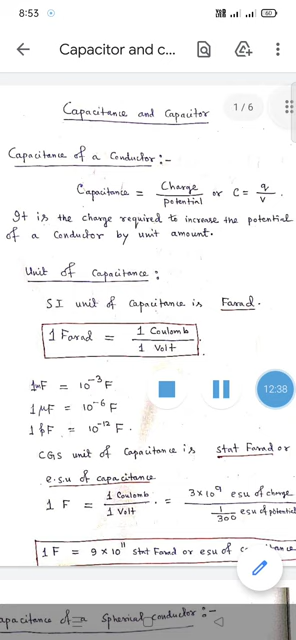 8:53
60
Capacitor and c...
Capacitance and Capacitor
1 / 6
Capacitance of a Conductor :-
Capacitance = Charge / potential or C = q / v .
It is the charge required to increase the potential
of a Conductor by unit amount.
Unit of Capacitance :
SI unit of Capacitance is Farad.
1 Farad = 1 Coulomb / 1 Volt
1mF = 10⁻³ F
1 μF = 10⁻⁶ F
12:38
1 pF = 10⁻¹² F.
CGS unit of Capacitance is stat Farad or
e.s.u of capacitance
1 F = 1 Coulomb / 1 Volt = 3×10⁹ esu of charge / 1/300 esu of potential
1 F = 9 × 10¹¹ stat Farad or esu of
apacitance of a Spherical conductor :-